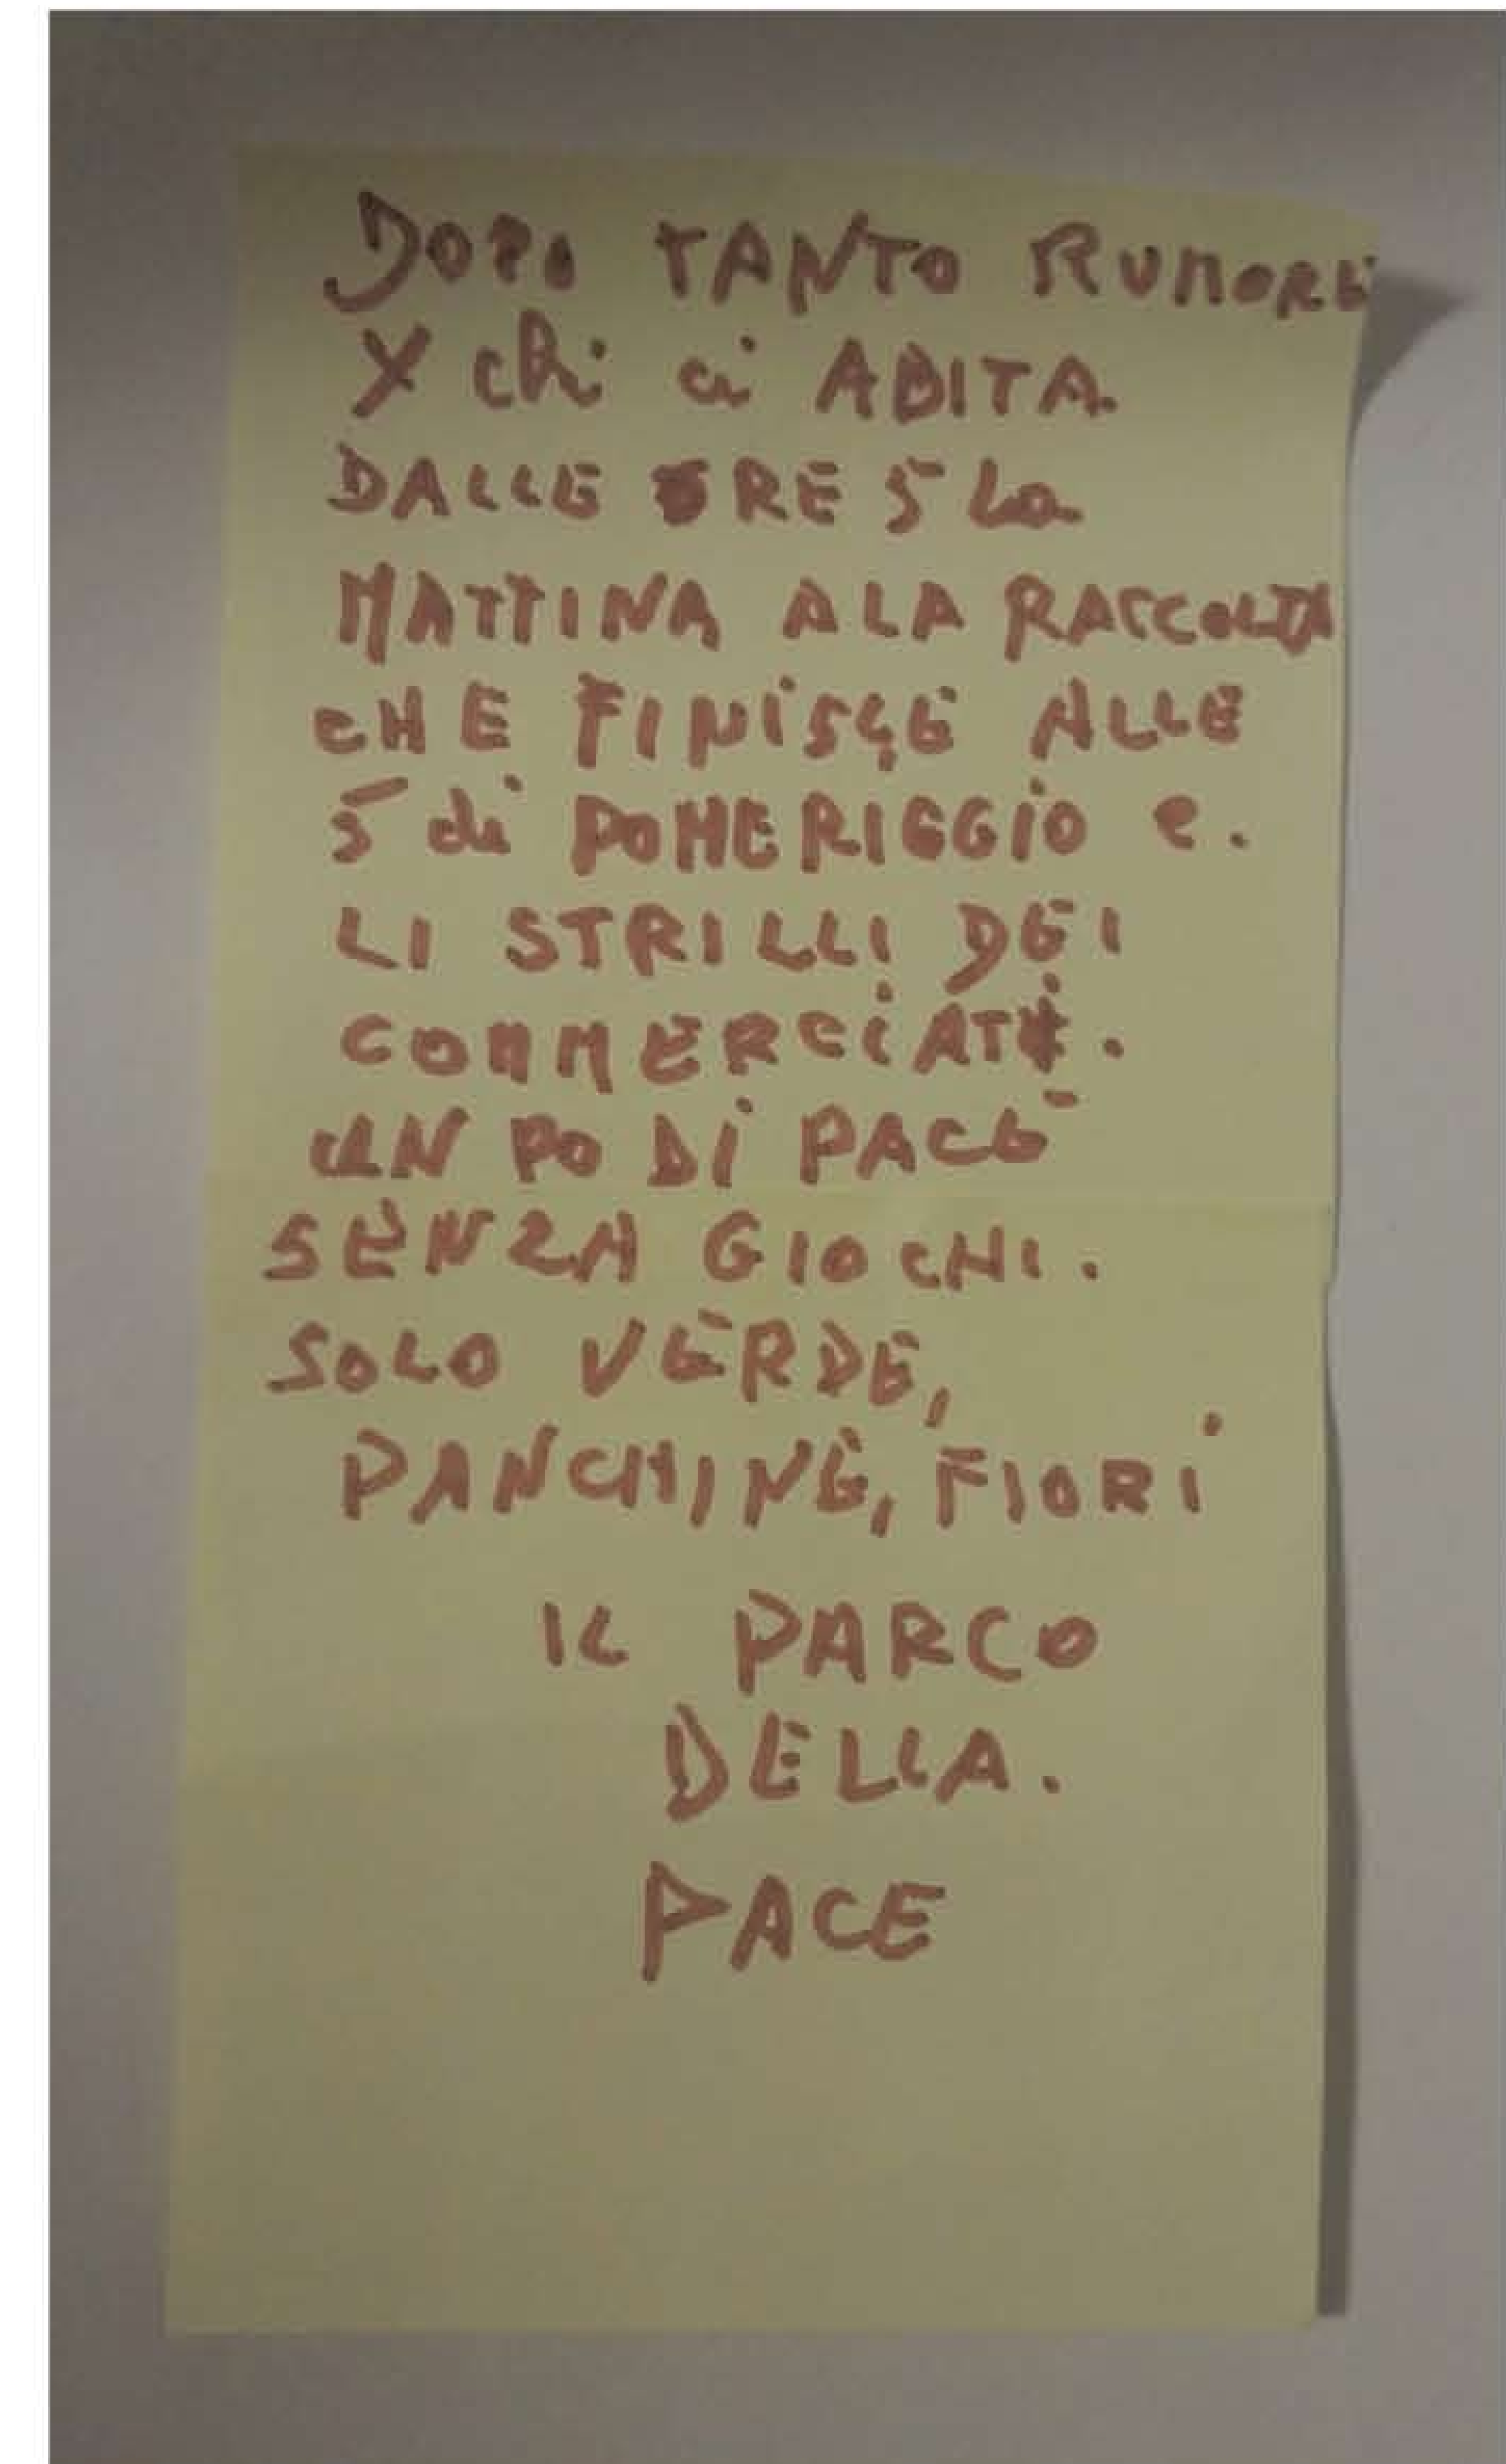 DOPO TANTO RUMORE
X chi ci ABITA.
DALLE ORE 5 La
MATTINA ALA RACCOLTA
CHE FINISCE ALLE
5 di POMERIGGIO e.
LI STRILLI DEI
COMMERCIATI.
UN PO DI PACE
SENZA GIOCHI.
SOLO VERDE,
PANCHINE, FIORI
IL PARCO
DELLA.
PACE